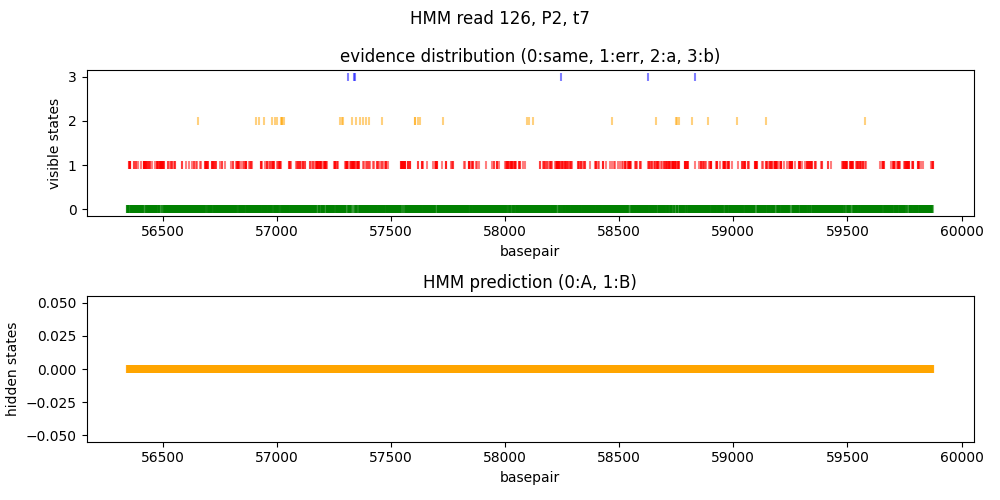 HMM read 126, P2, t7
evidence distribution (0:same, 1:err, 2:a, 3:b)
visible states
3
2
1
0
56500 57000 57500 58000 58500 59000 59500 60000
basepair
HMM prediction (0:A, 1:B)
hidden states
0.050
0.025
0.000
−0.025
−0.050
56500 57000 57500 58000 58500 59000 59500 60000
basepair